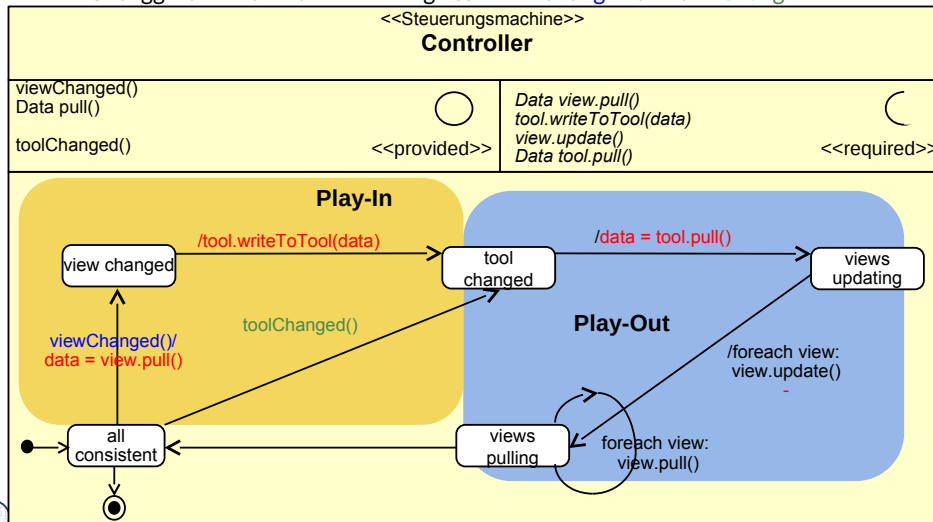 <<Steuerungsmachine>>
Controller
viewChanged()
Data pull()
toolChanged()
<<provided>>
Data view.pull()
tool.writeToTool(data)
view.update()
Data tool.pull()
<<required>>
Play-In
/tool.writeToTool(data)
/data = tool.pull()
view changed
tool
changed
views
updating
toolChanged()
Play-Out
viewChanged()/
data = view.pull()
/foreach view:
view.update()
-
all
consistent
views
pulling
foreach view:
view.pull()